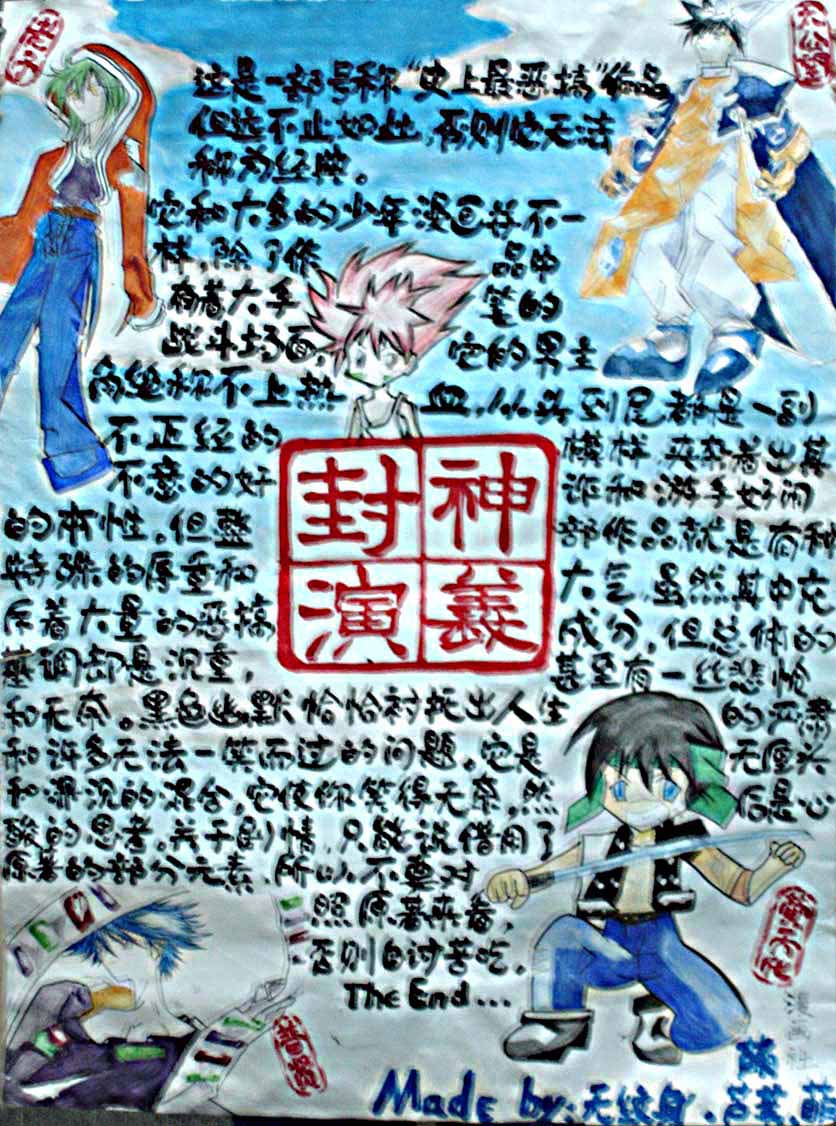 这是一部号称“史上最恶搞”作品
但远不止如此，否则它无法
称为经典。
它和大多的少年漫画并不一
样，除了作品中
有着大手笔的
战斗场面，它的男主
角绝称不上热血，从头到尾都是一副
不正经的模样，夹杂着出其
不意的奸诈和游手好闲
的本性。但整部作品就是有种
特殊的厚重和大气，虽然其中充
斥着大量的恶搞成分，但总体的
基调却是沉重，甚至有一丝悲怆
和无奈。黑色幽默恰恰衬托出人生的严肃
和许多无法一笑而过的问题。它是无厘头
和深沉的混合，它使你笑得无奈，然后是心
酸的思考。关于剧情，只能说借用了
原著的部分元素，所以不要对
照原著来看，
否则自讨苦吃。
The End...
封神
演義
Made by：无纹身、芦苇、萌